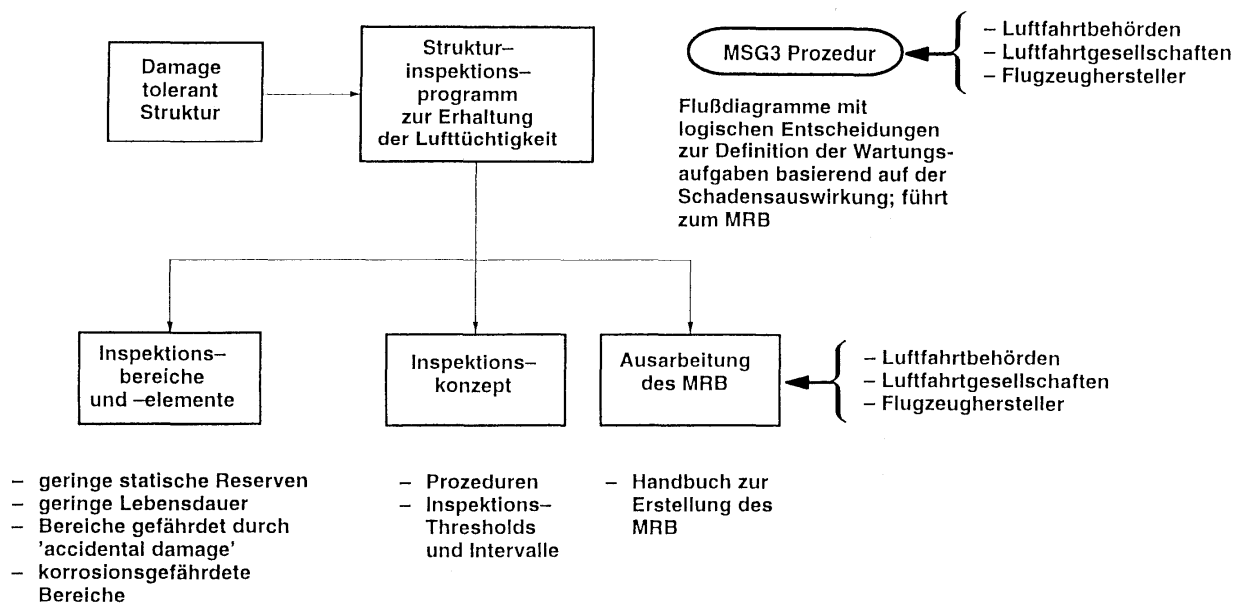 Damage
tolerant
Struktur
Struktur–
inspektions–
programm
zur Erhaltung
der Lufttüchtigkeit
MSG3 Prozedur
– Luftfahrtbehörden
– Luftfahrtgesellschaften
– Flugzeughersteller
Flußdiagramme mit
logischen Entscheidungen
zur Definition der Wartungs-
aufgaben basierend auf der
Schadensauswirkung; führt
zum MRB
Inspektions–
bereiche
und –elemente
Inspektions–
konzept
Ausarbeitung
des MRB
– Luftfahrtbehörden
– Luftfahrtgesellschaften
– Flugzeughersteller
– geringe statische Reserven
– geringe Lebensdauer
– Bereiche gefährdet durch
'accidental damage'
– korrosionsgefährdete
Bereiche
– Prozeduren
– Inspektions–
Thresholds
und Intervalle
– Handbuch zur
Erstellung des
MRB